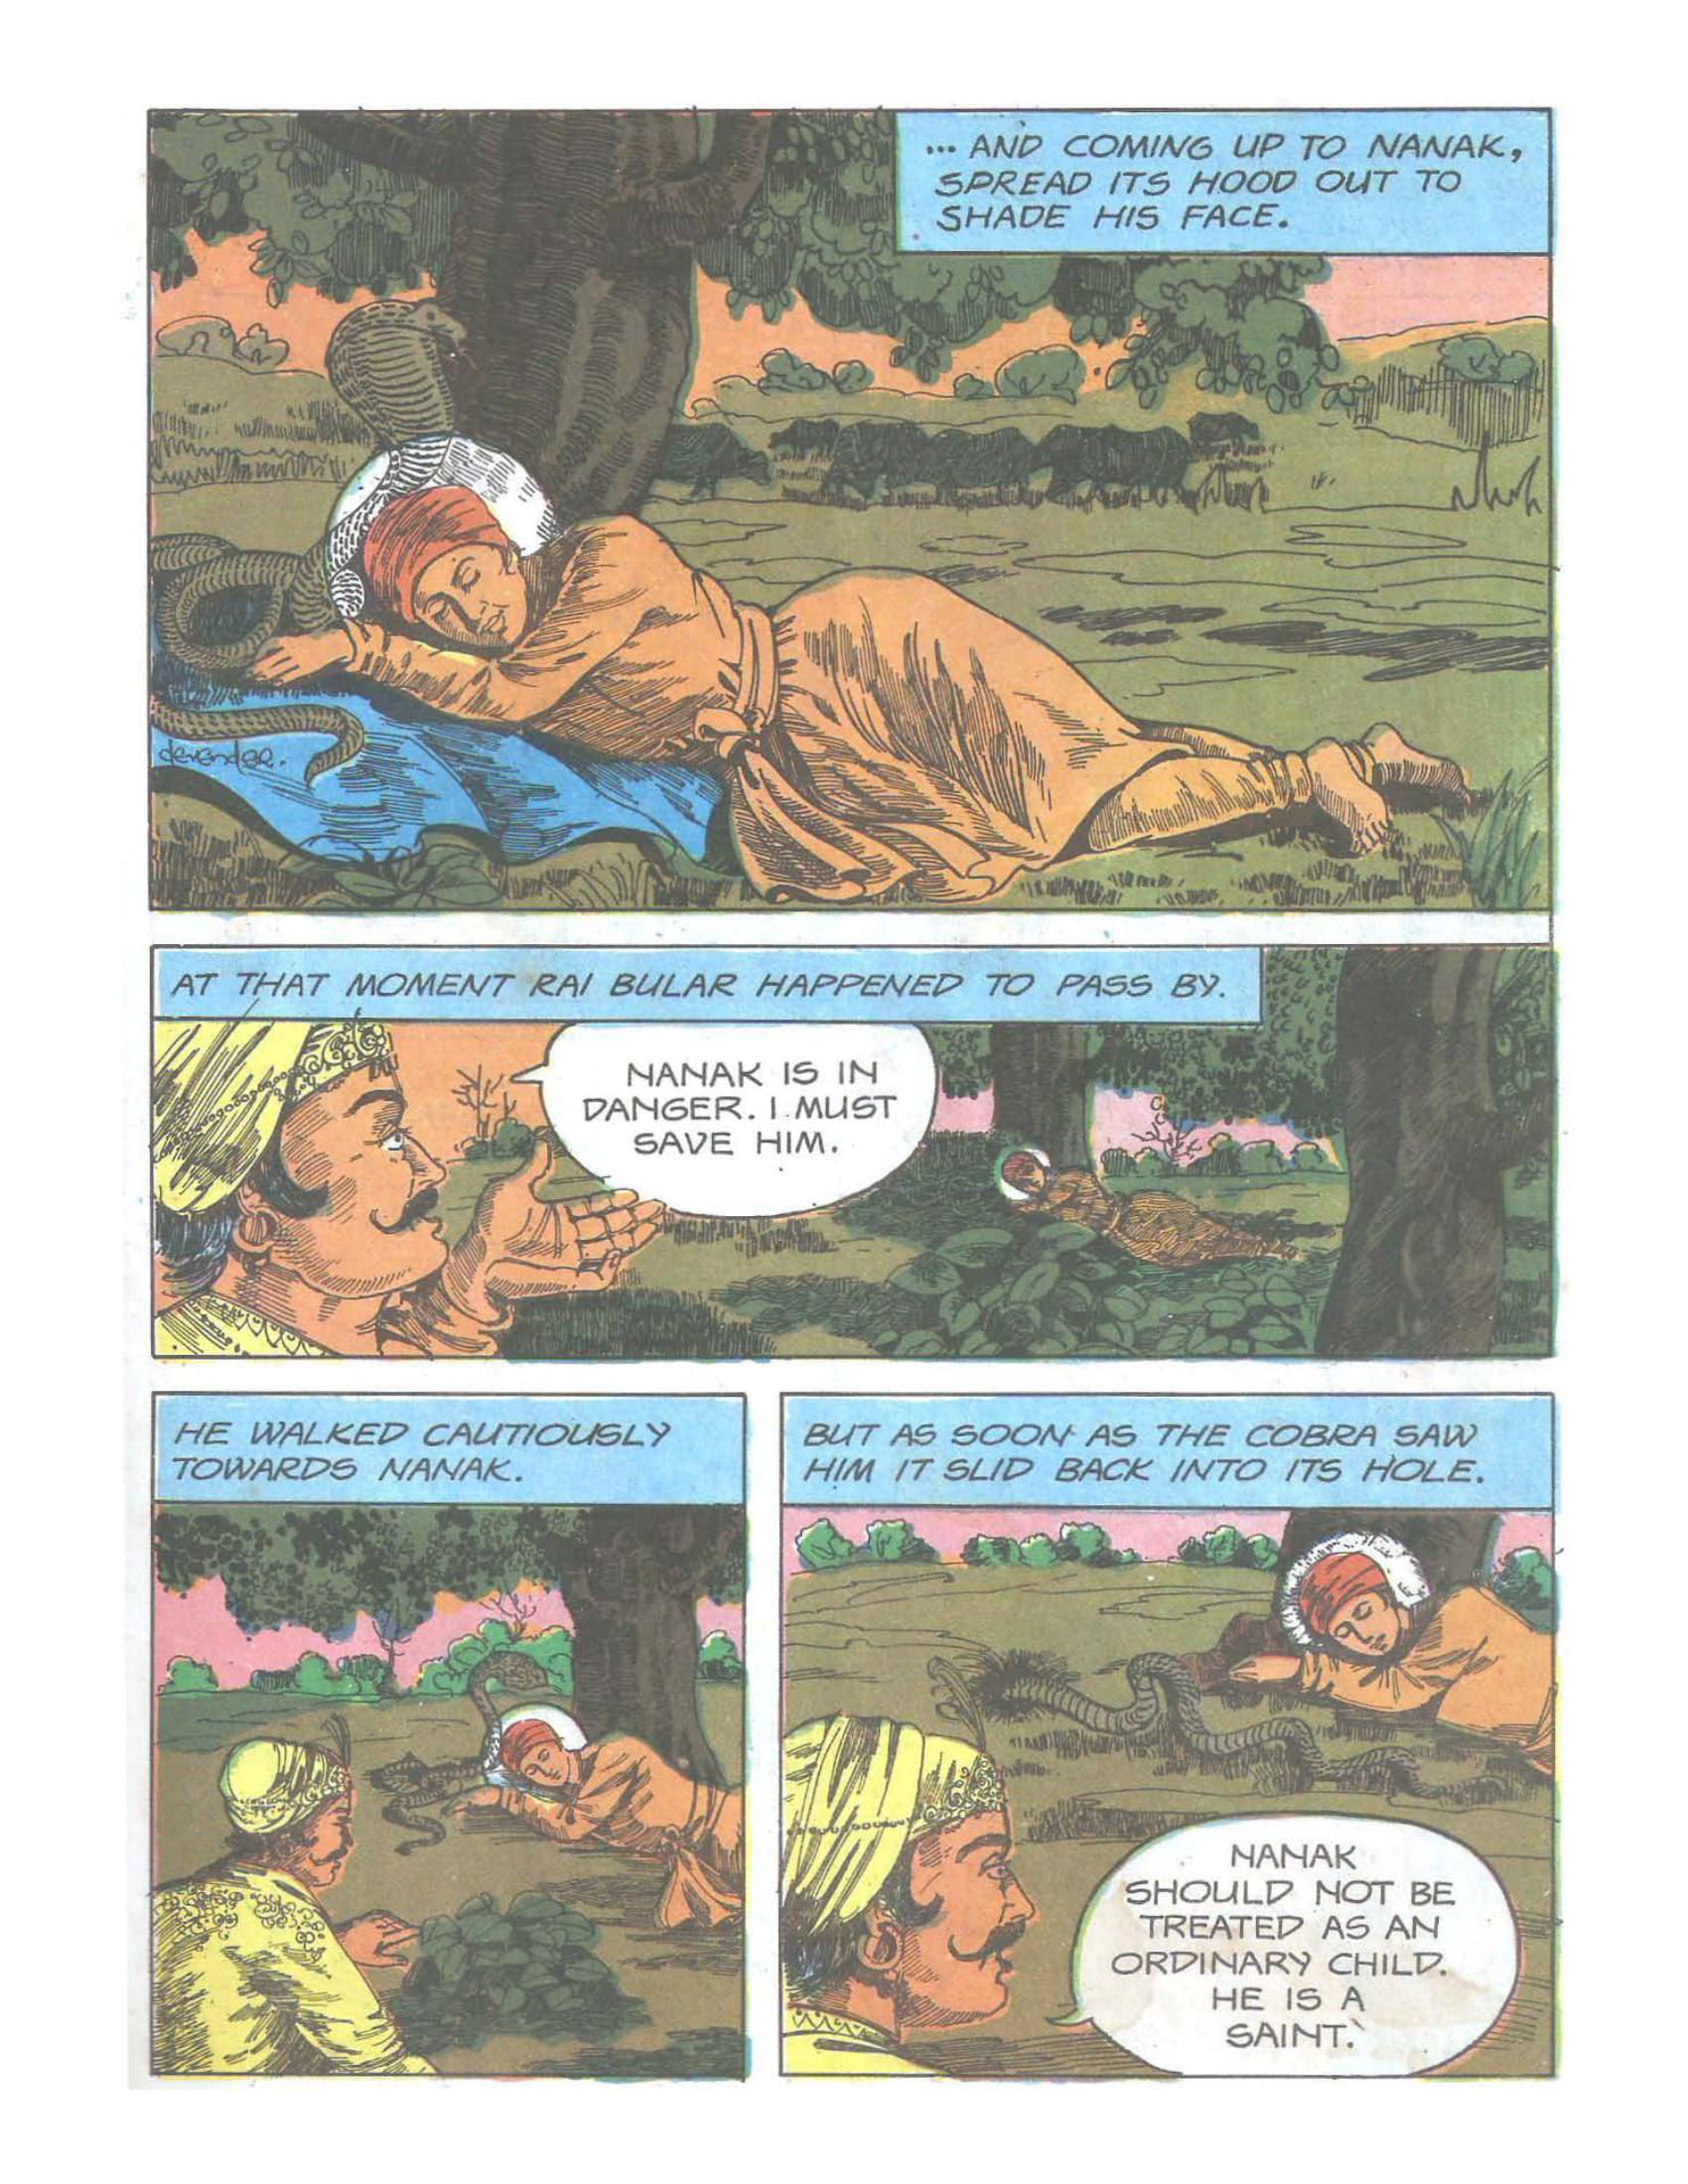 ... AND COMING UP TO NANAK,
SPREAD ITS HOOD OUT TO
SHADE HIS FACE.
devender.
AT THAT MOMENT RAI BULAR HAPPENED TO PASS BY.
NANAK IS IN
DANGER. I MUST
SAVE HIM.
HE WALKED CAUTIOUSLY
TOWARDS NANAK.
BUT AS SOON AS THE COBRA SAW
HIM IT SLID BACK INTO ITS HOLE.
NANAK
SHOULD NOT BE
TREATED AS AN
ORDINARY CHILD.
HE IS A
SAINT.